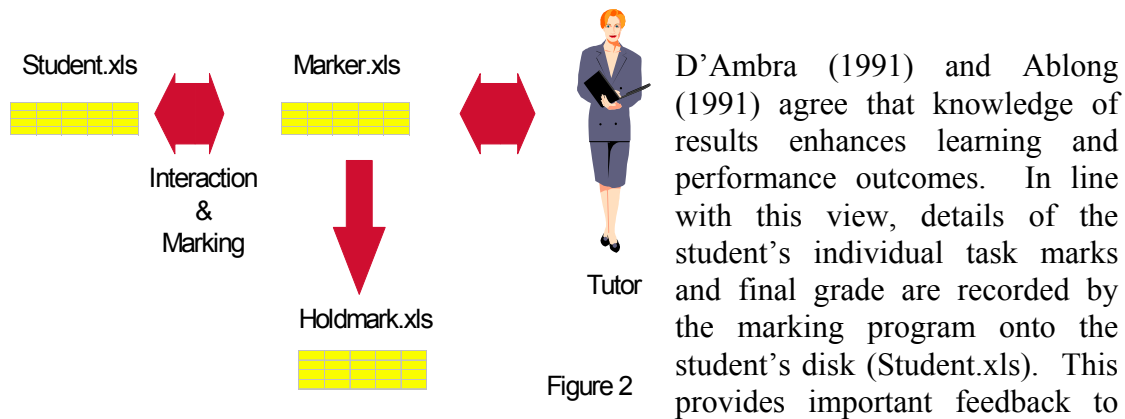 Student.xls
Marker.xls
Interaction
&
Marking
Tutor
Holdmark.xls
Figure 2
D’Ambra (1991) and Ablong
(1991) agree that knowledge of
results enhances learning and
performance outcomes. In line
with this view, details of the
student’s individual task marks
and final grade are recorded by
the marking program onto the
student’s disk (Student.xls). This
provides important feedback to